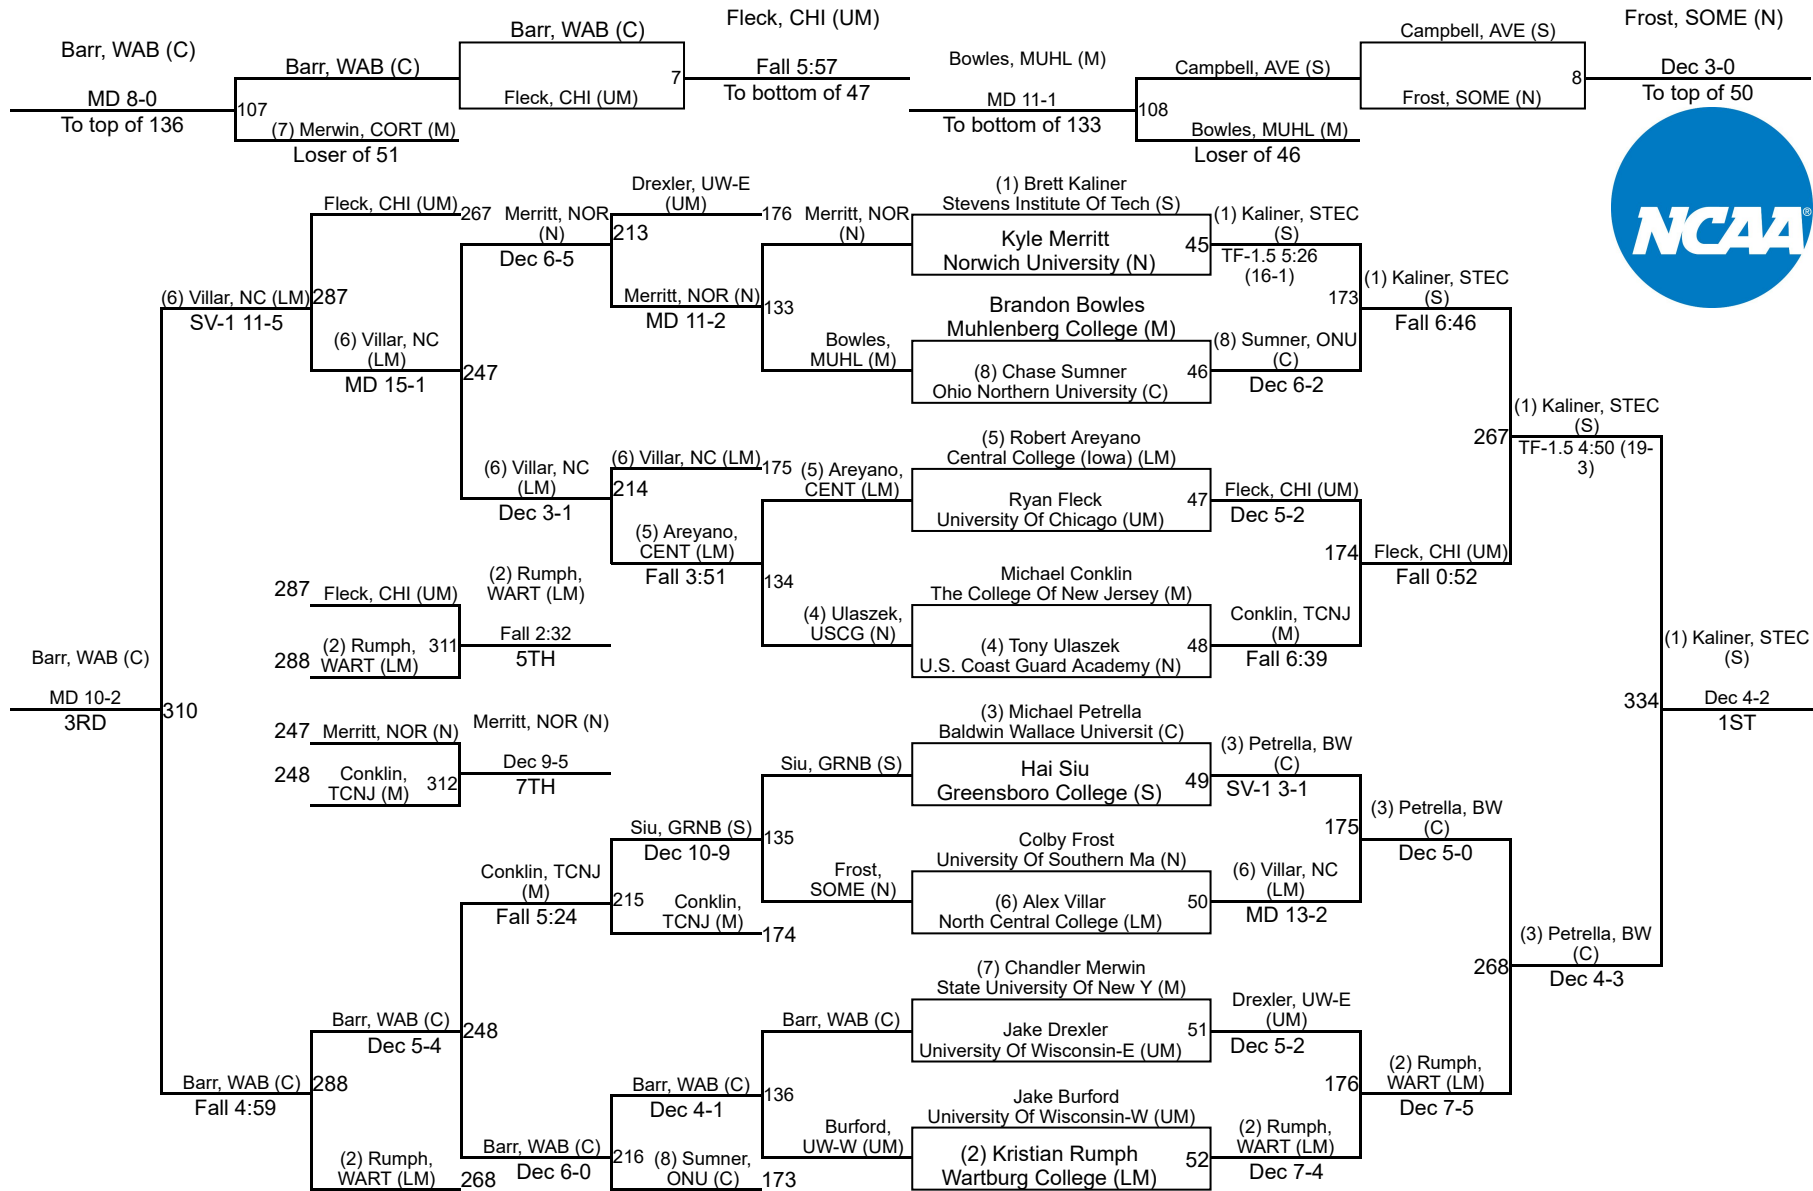 Barr, WAB (C)
MD 8-0
To top of 136
Barr, WAB (C)
107
(7) Merwin, CORT (M)
Loser of 51
Barr, WAB (C)
7
Fleck, CHI (UM)
Fleck, CHI (UM)
Fall 5:57
To bottom of 47
Bowles, MUHL (M)
MD 11-1
To bottom of 133
Campbell, AVE (S)
108
Bowles, MUHL (M)
Loser of 46
Campbell, AVE (S)
8
Frost, SOME (N)
Frost, SOME (N)
Dec 3-0
To top of 50
NCAA®
(1) Brett Kaliner
Stevens Institute Of Tech (S)
Kyle Merritt
45
Norwich University (N)
Brandon Bowles
Muhlenberg College (M)
(8) Chase Sumner
46
Ohio Northern University (C)
(5) Robert Areyano
Central College (Iowa) (LM)
Ryan Fleck
47
University Of Chicago (UM)
Michael Conklin
The College Of New Jersey (M)
(4) Tony Ulaszek
48
U.S. Coast Guard Academy (N)
(3) Michael Petrella
Baldwin Wallace Universit (C)
Hai Siu
49
Greensboro College (S)
Colby Frost
University Of Southern Ma (N)
(6) Alex Villar
50
North Central College (LM)
(7) Chandler Merwin
State University Of New Y (M)
Jake Drexler
51
University Of Wisconsin-E (UM)
Jake Burford
University Of Wisconsin-W (UM)
(2) Kristian Rumph
52
Wartburg College (LM)
(1) Kaliner, STEC
(S)
TF-1.5 5:26
(16-1)
173
(8) Sumner, ONU
(C)
Dec 6-2
Fleck, CHI (UM)
Dec 5-2
174
Conklin, TCNJ
(M)
Fall 6:39
(3) Petrella, BW
(C)
SV-1 3-1
175
(6) Villar, NC
(LM)
MD 13-2
Drexler, UW-E
(UM)
Dec 5-2
176
(2) Rumph,
WART (LM)
Dec 7-4
(1) Kaliner, STEC
(S)
Fall 6:46
267
Fleck, CHI (UM)
Fall 0:52
(3) Petrella, BW
(C)
Dec 5-0
268
(2) Rumph,
WART (LM)
Dec 7-5
(1) Kaliner, STEC
(S)
TF-1.5 4:50 (19-
3)
334
(3) Petrella, BW
(C)
Dec 4-3
(1) Kaliner, STEC
(S)
Dec 4-2
1ST
Merritt, NOR
(N)
133
Bowles,
MUHL (M)
(5) Areyano,
CENT (LM)
134
(4) Ulaszek,
USCG (N)
Siu, GRNB (S)
135
Frost,
SOME (N)
Barr, WAB (C)
136
Burford,
UW-W (UM)
Drexler, UW-E
(UM)
176
213
Merritt, NOR (N)
MD 11-2
(6) Villar, NC (LM)
175
214
(5) Areyano,
CENT (LM)
Fall 3:51
Siu, GRNB (S)
Dec 10-9
215
Conklin,
TCNJ (M)
174
Barr, WAB (C)
Dec 4-1
216
(8) Sumner,
ONU (C)
173
Merritt, NOR
(N)
Dec 6-5
247
(6) Villar, NC
(LM)
Dec 3-1
Conklin, TCNJ
(M)
Fall 5:24
248
Barr, WAB (C)
Dec 6-0
Fleck, CHI (UM)
267
287
(6) Villar, NC
(LM)
MD 15-1
Barr, WAB (C)
Dec 5-4
288
(2) Rumph,
WART (LM)
268
(6) Villar, NC (LM)
SV-1 11-5
310
Barr, WAB (C)
Fall 4:59
Barr, WAB (C)
MD 10-2
3RD
287
Fleck, CHI (UM)
288
(2) Rumph,
WART (LM)
311
(2) Rumph,
WART (LM)
Fall 2:32
5TH
247
Merritt, NOR (N)
248
Conklin,
TCNJ (M)
312
Merritt, NOR (N)
Dec 9-5
7TH